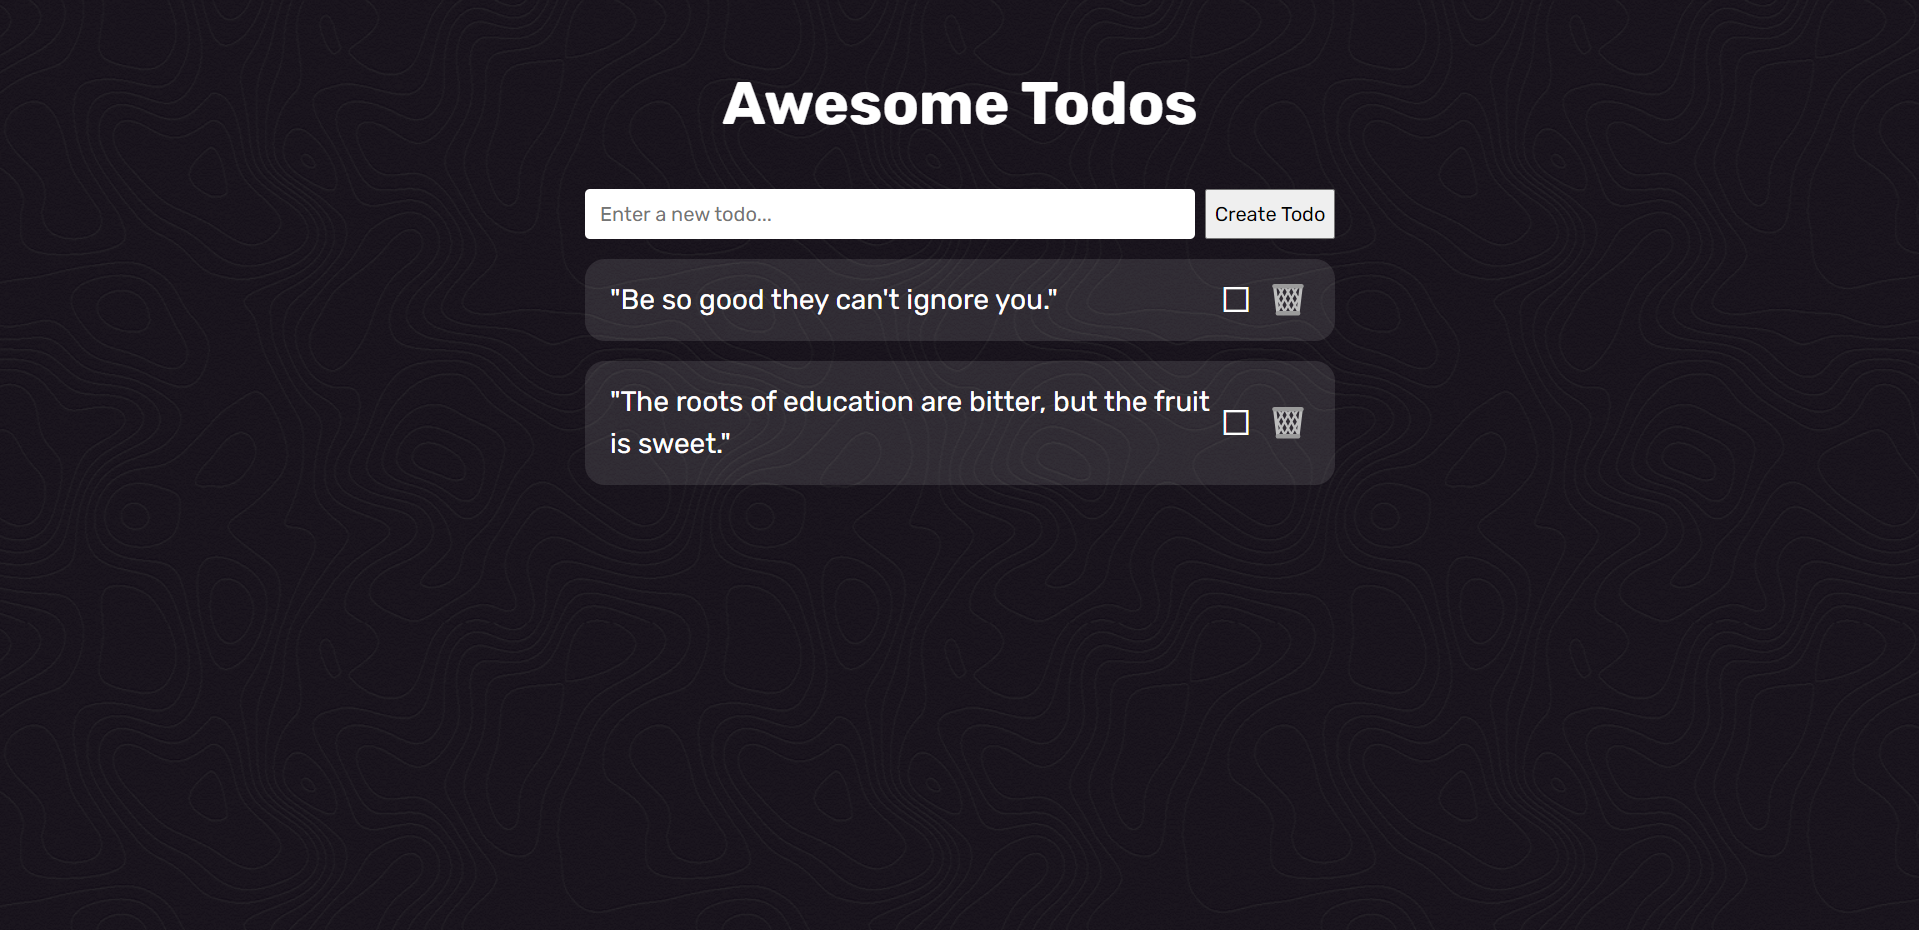 Awesome Todos
Enter a new todo...
Create Todo
"Be so good they can't ignore you."
"The roots of education are bitter, but the fruit
is sweet."